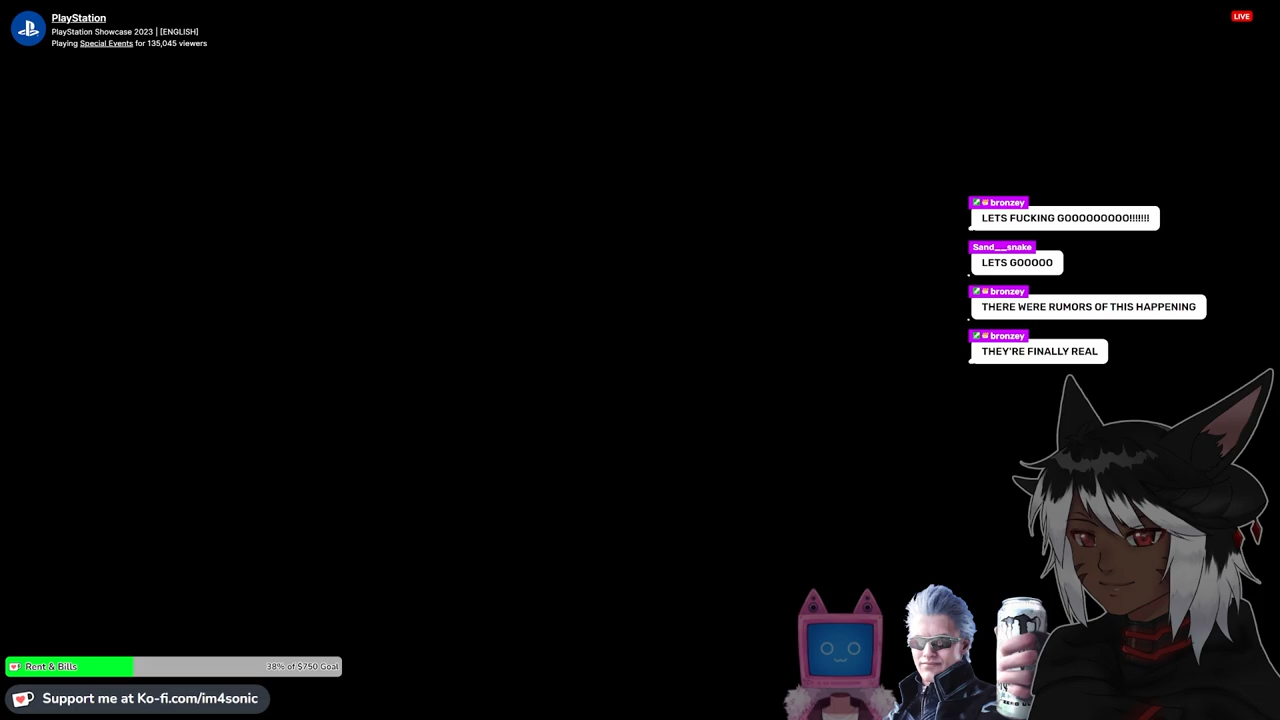 PlayStation
PlayStation Showcase 2023 | [ENGLISH]
Playing Special Events for 135,045 viewers
LIVE
bronzey
LETS FUCKING GOOOOOOOOO!!!!!!!
Sand__snake
LETS GOOOOO
bronzey
THERE WERE RUMORS OF THIS HAPPENING
bronzey
THEY'RE FINALLY REAL
Rent & Bills
38% of $750 Goal
Support me at Ko-fi.com/im4sonic